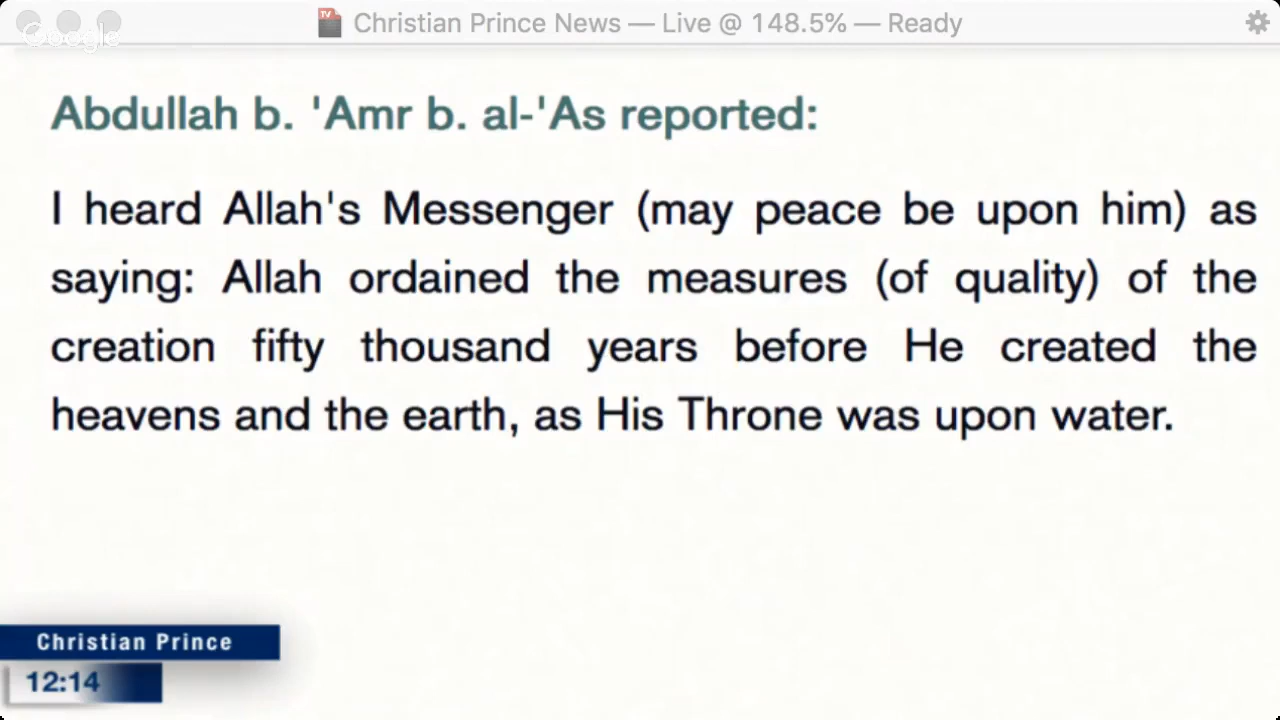 Christian Prince News — Live @ 148.5% — Ready
Google
TV
Abdullah b. 'Amr b. al-'As reported:
I heard Allah's Messenger (may peace be upon him) as
saying: Allah ordained the measures (of quality) of the
creation fifty thousand years before He created the
heavens and the earth, as His Throne was upon water.
Christian Prince
12:14